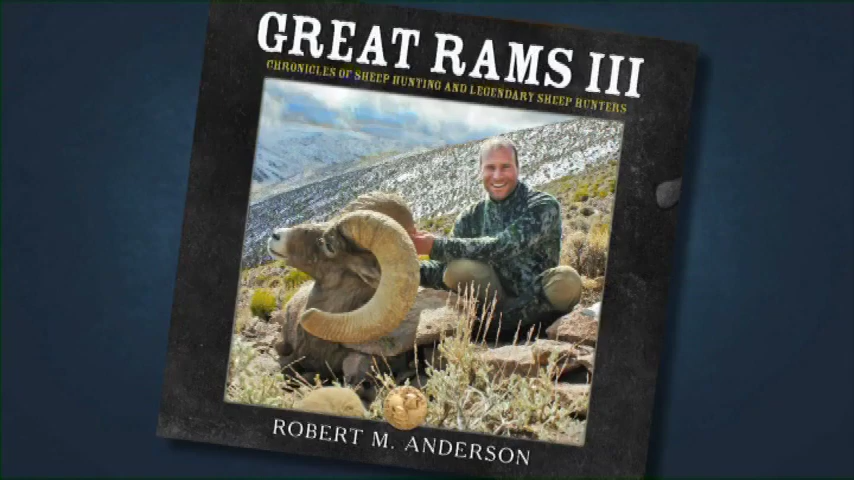 GREAT RAMS III
CHRONICLES OF SHEEP HUNTING AND LEGENDARY SHEEP HUNTERS
ROBERT M. ANDERSON